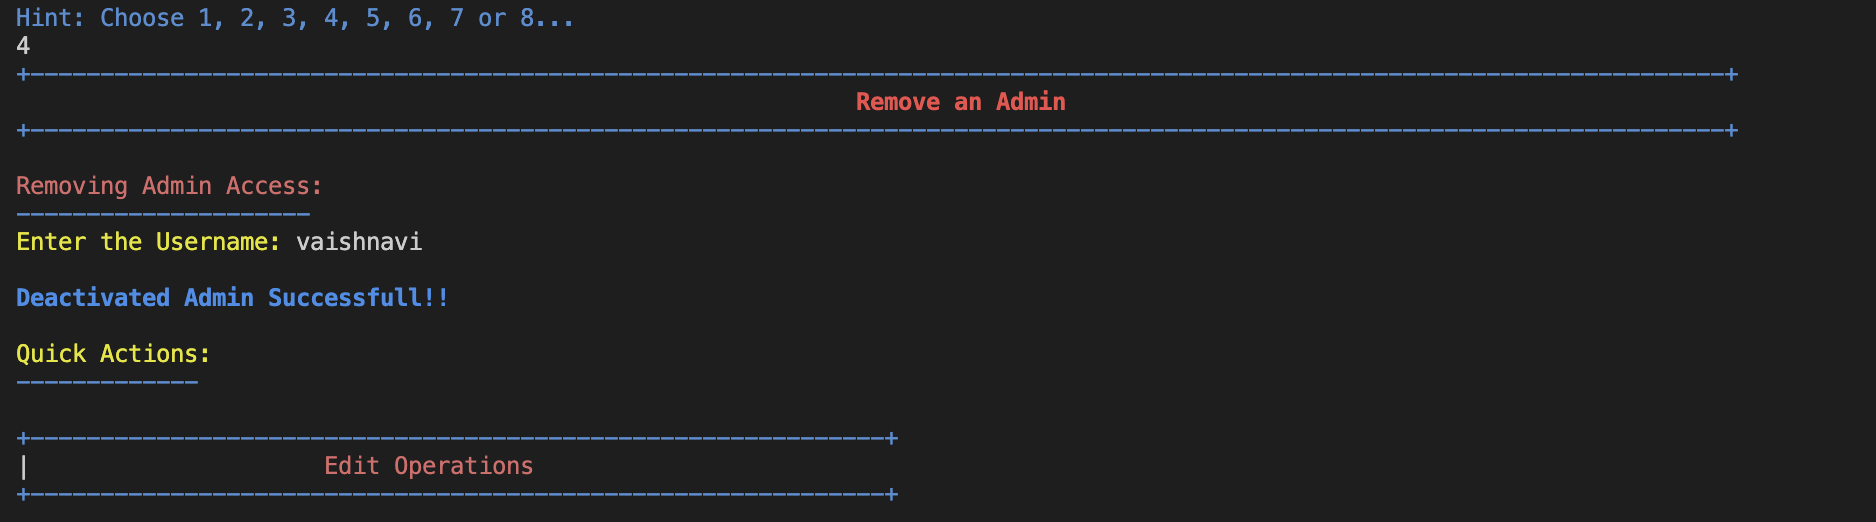 Hint: Choose 1, 2, 3, 4, 5, 6, 7 or 8...
4
Remove an Admin
Removing Admin Access:
Enter the Username: vaishnavi
Deactivated Admin Successfull!!
Quick Actions:
| Edit Operations